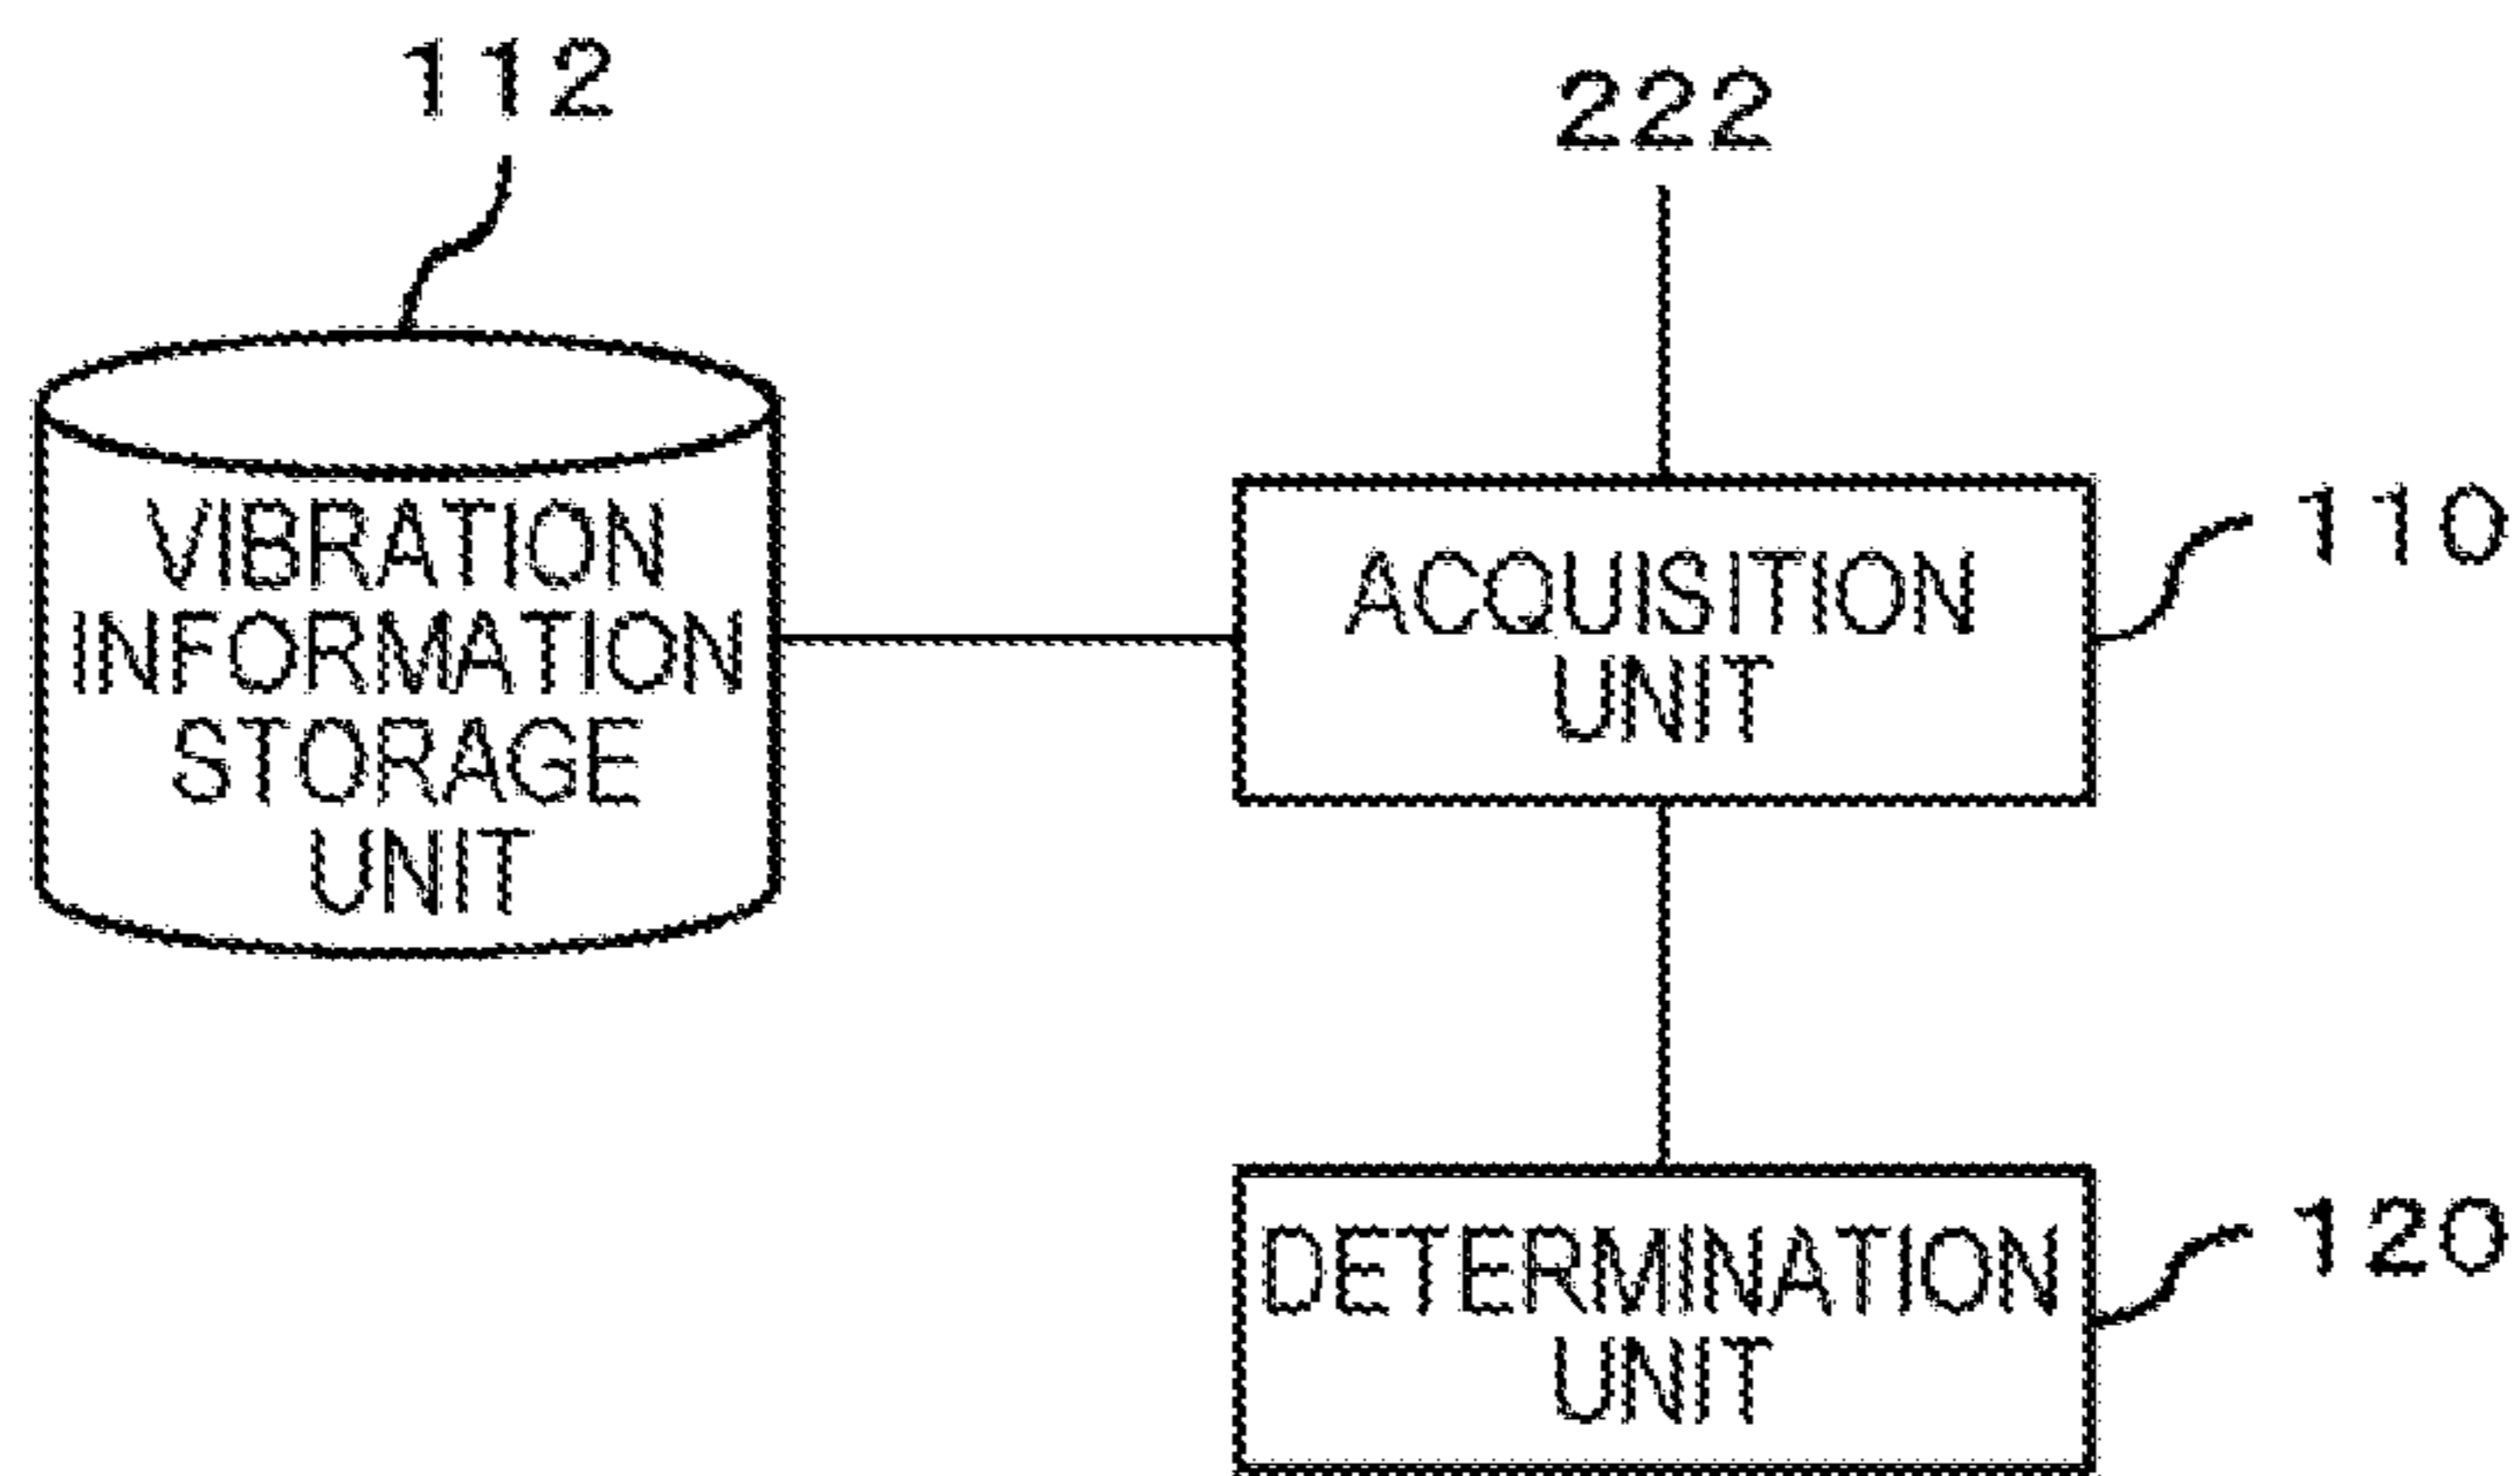 112
222
VIBRATION
INFORMATION
STORAGE
UNIT
ACQUISITION
UNIT
110
DETERMINATION
UNIT
120